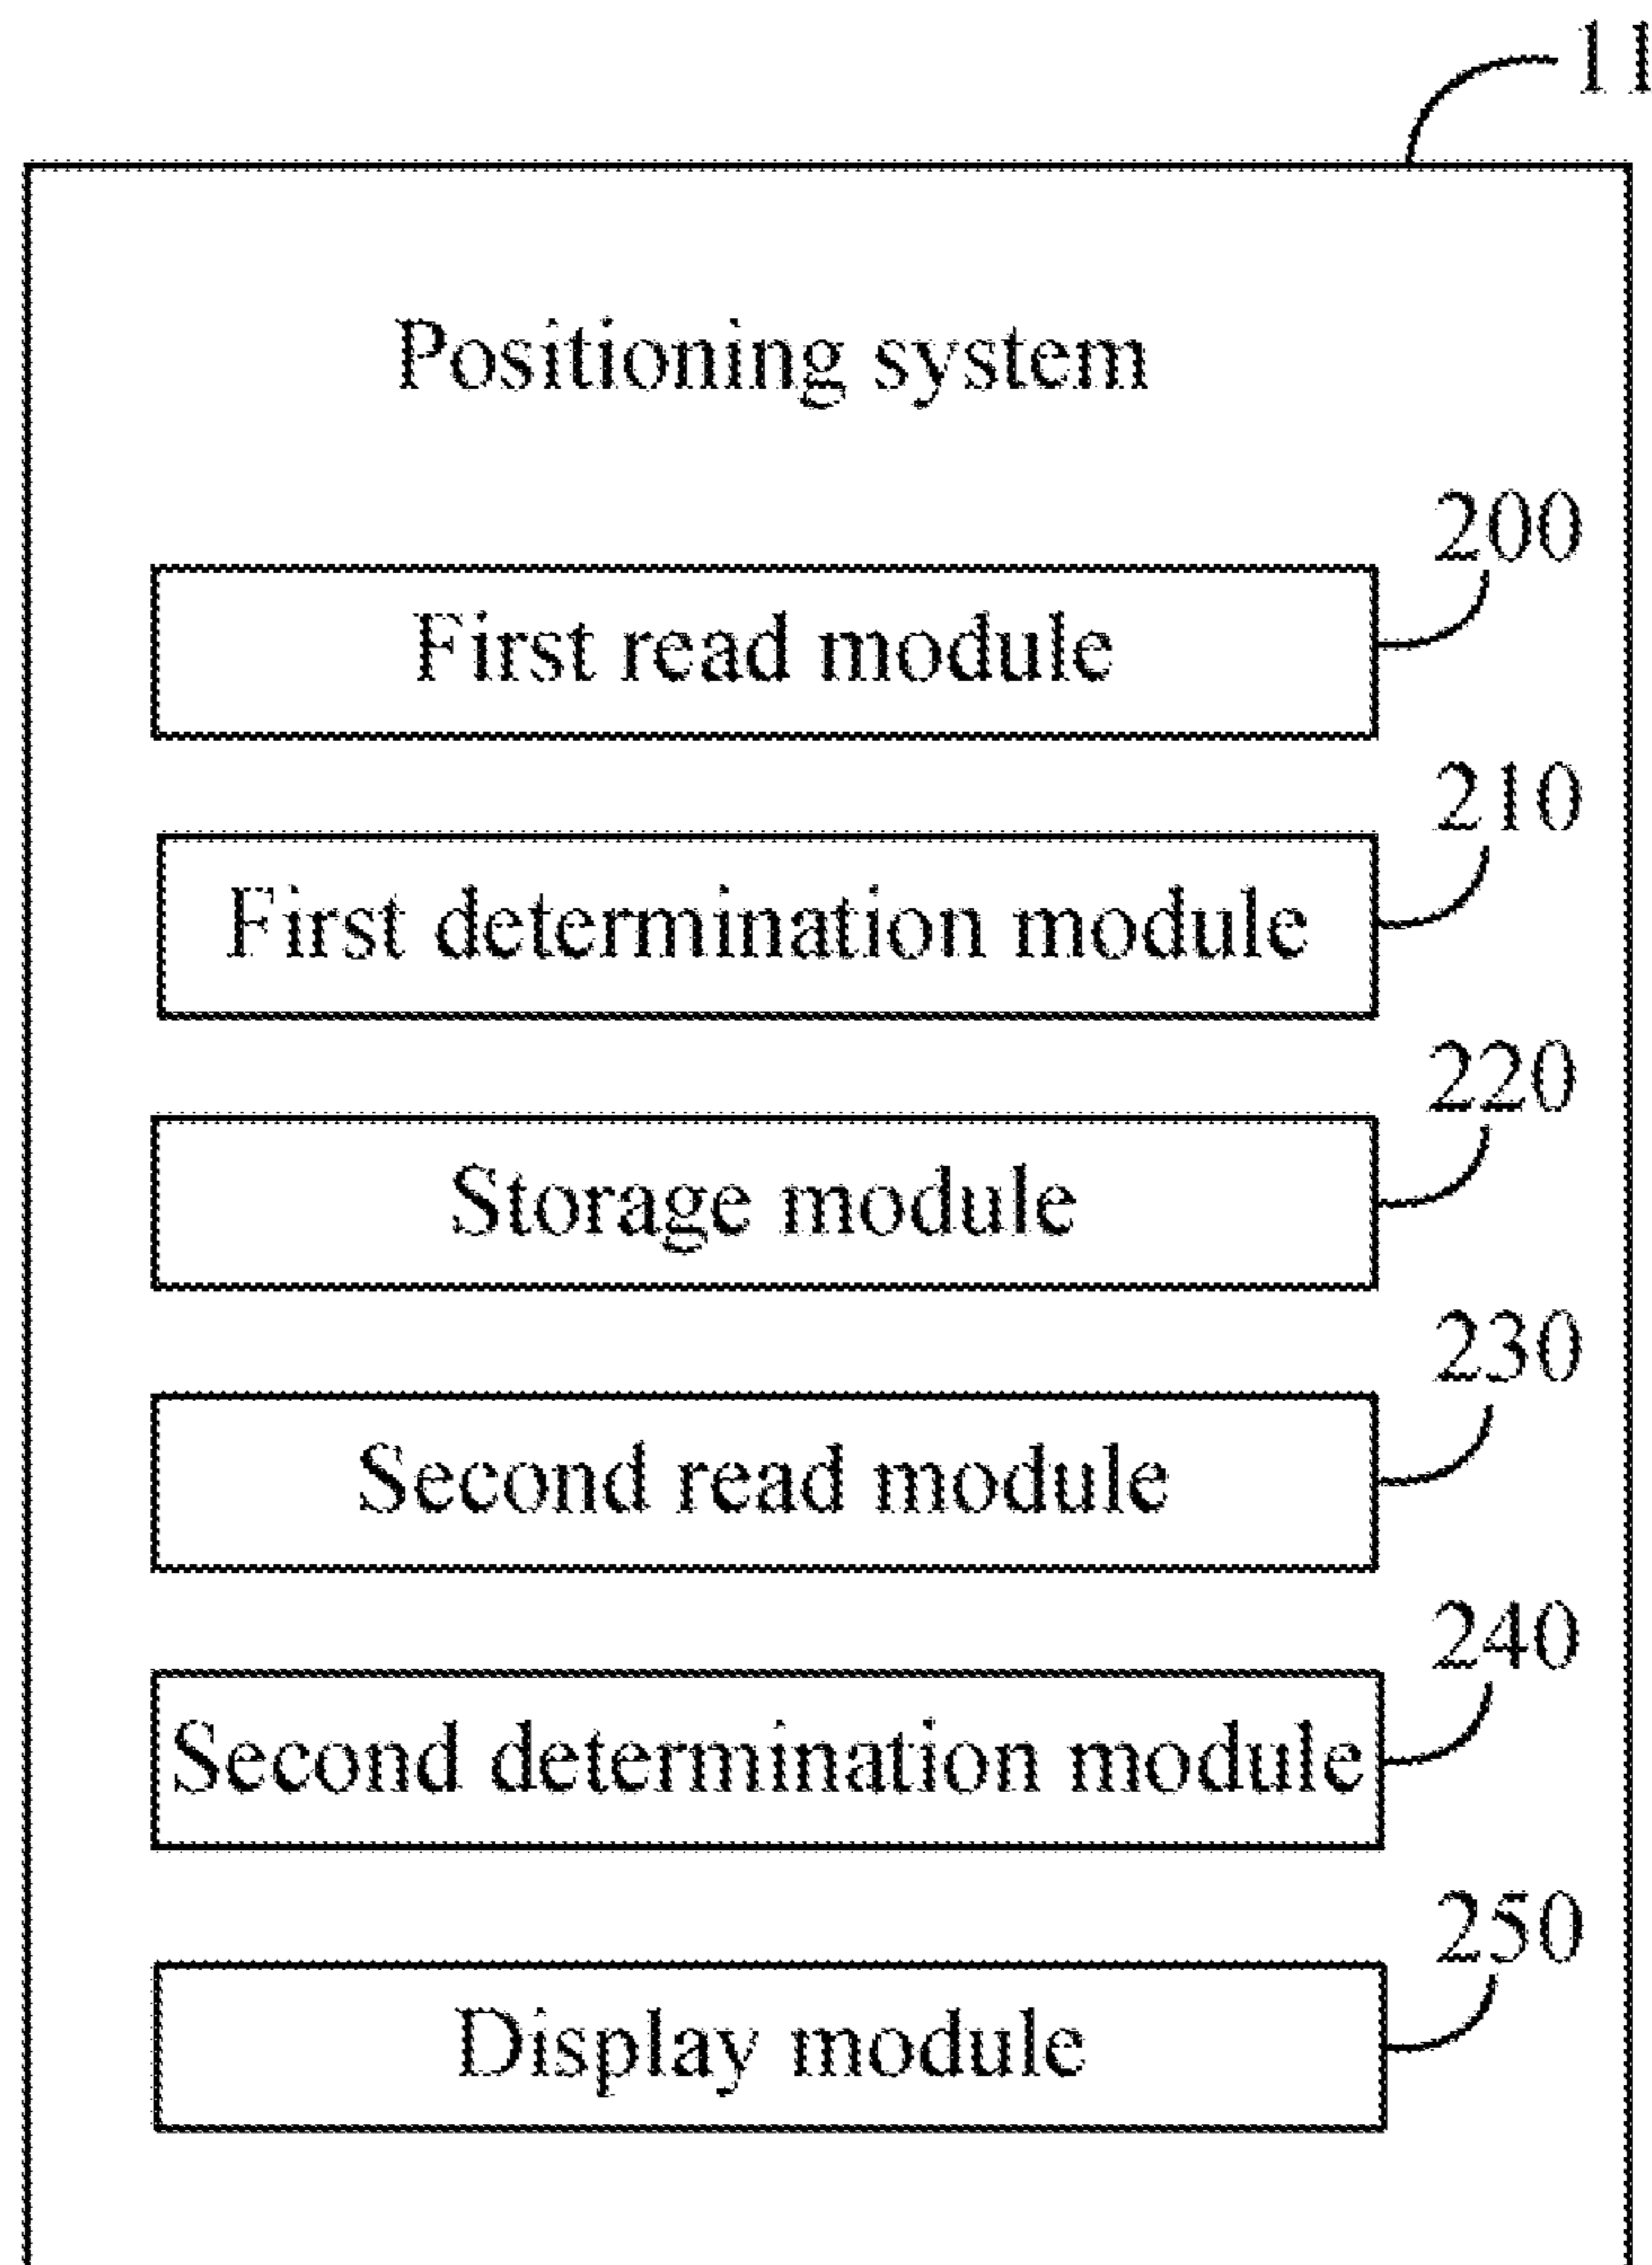 11
Positioning system
200
First read module
210
First determination module
220
Storage module
230
Second read module
240
Second determination module
250
Display module